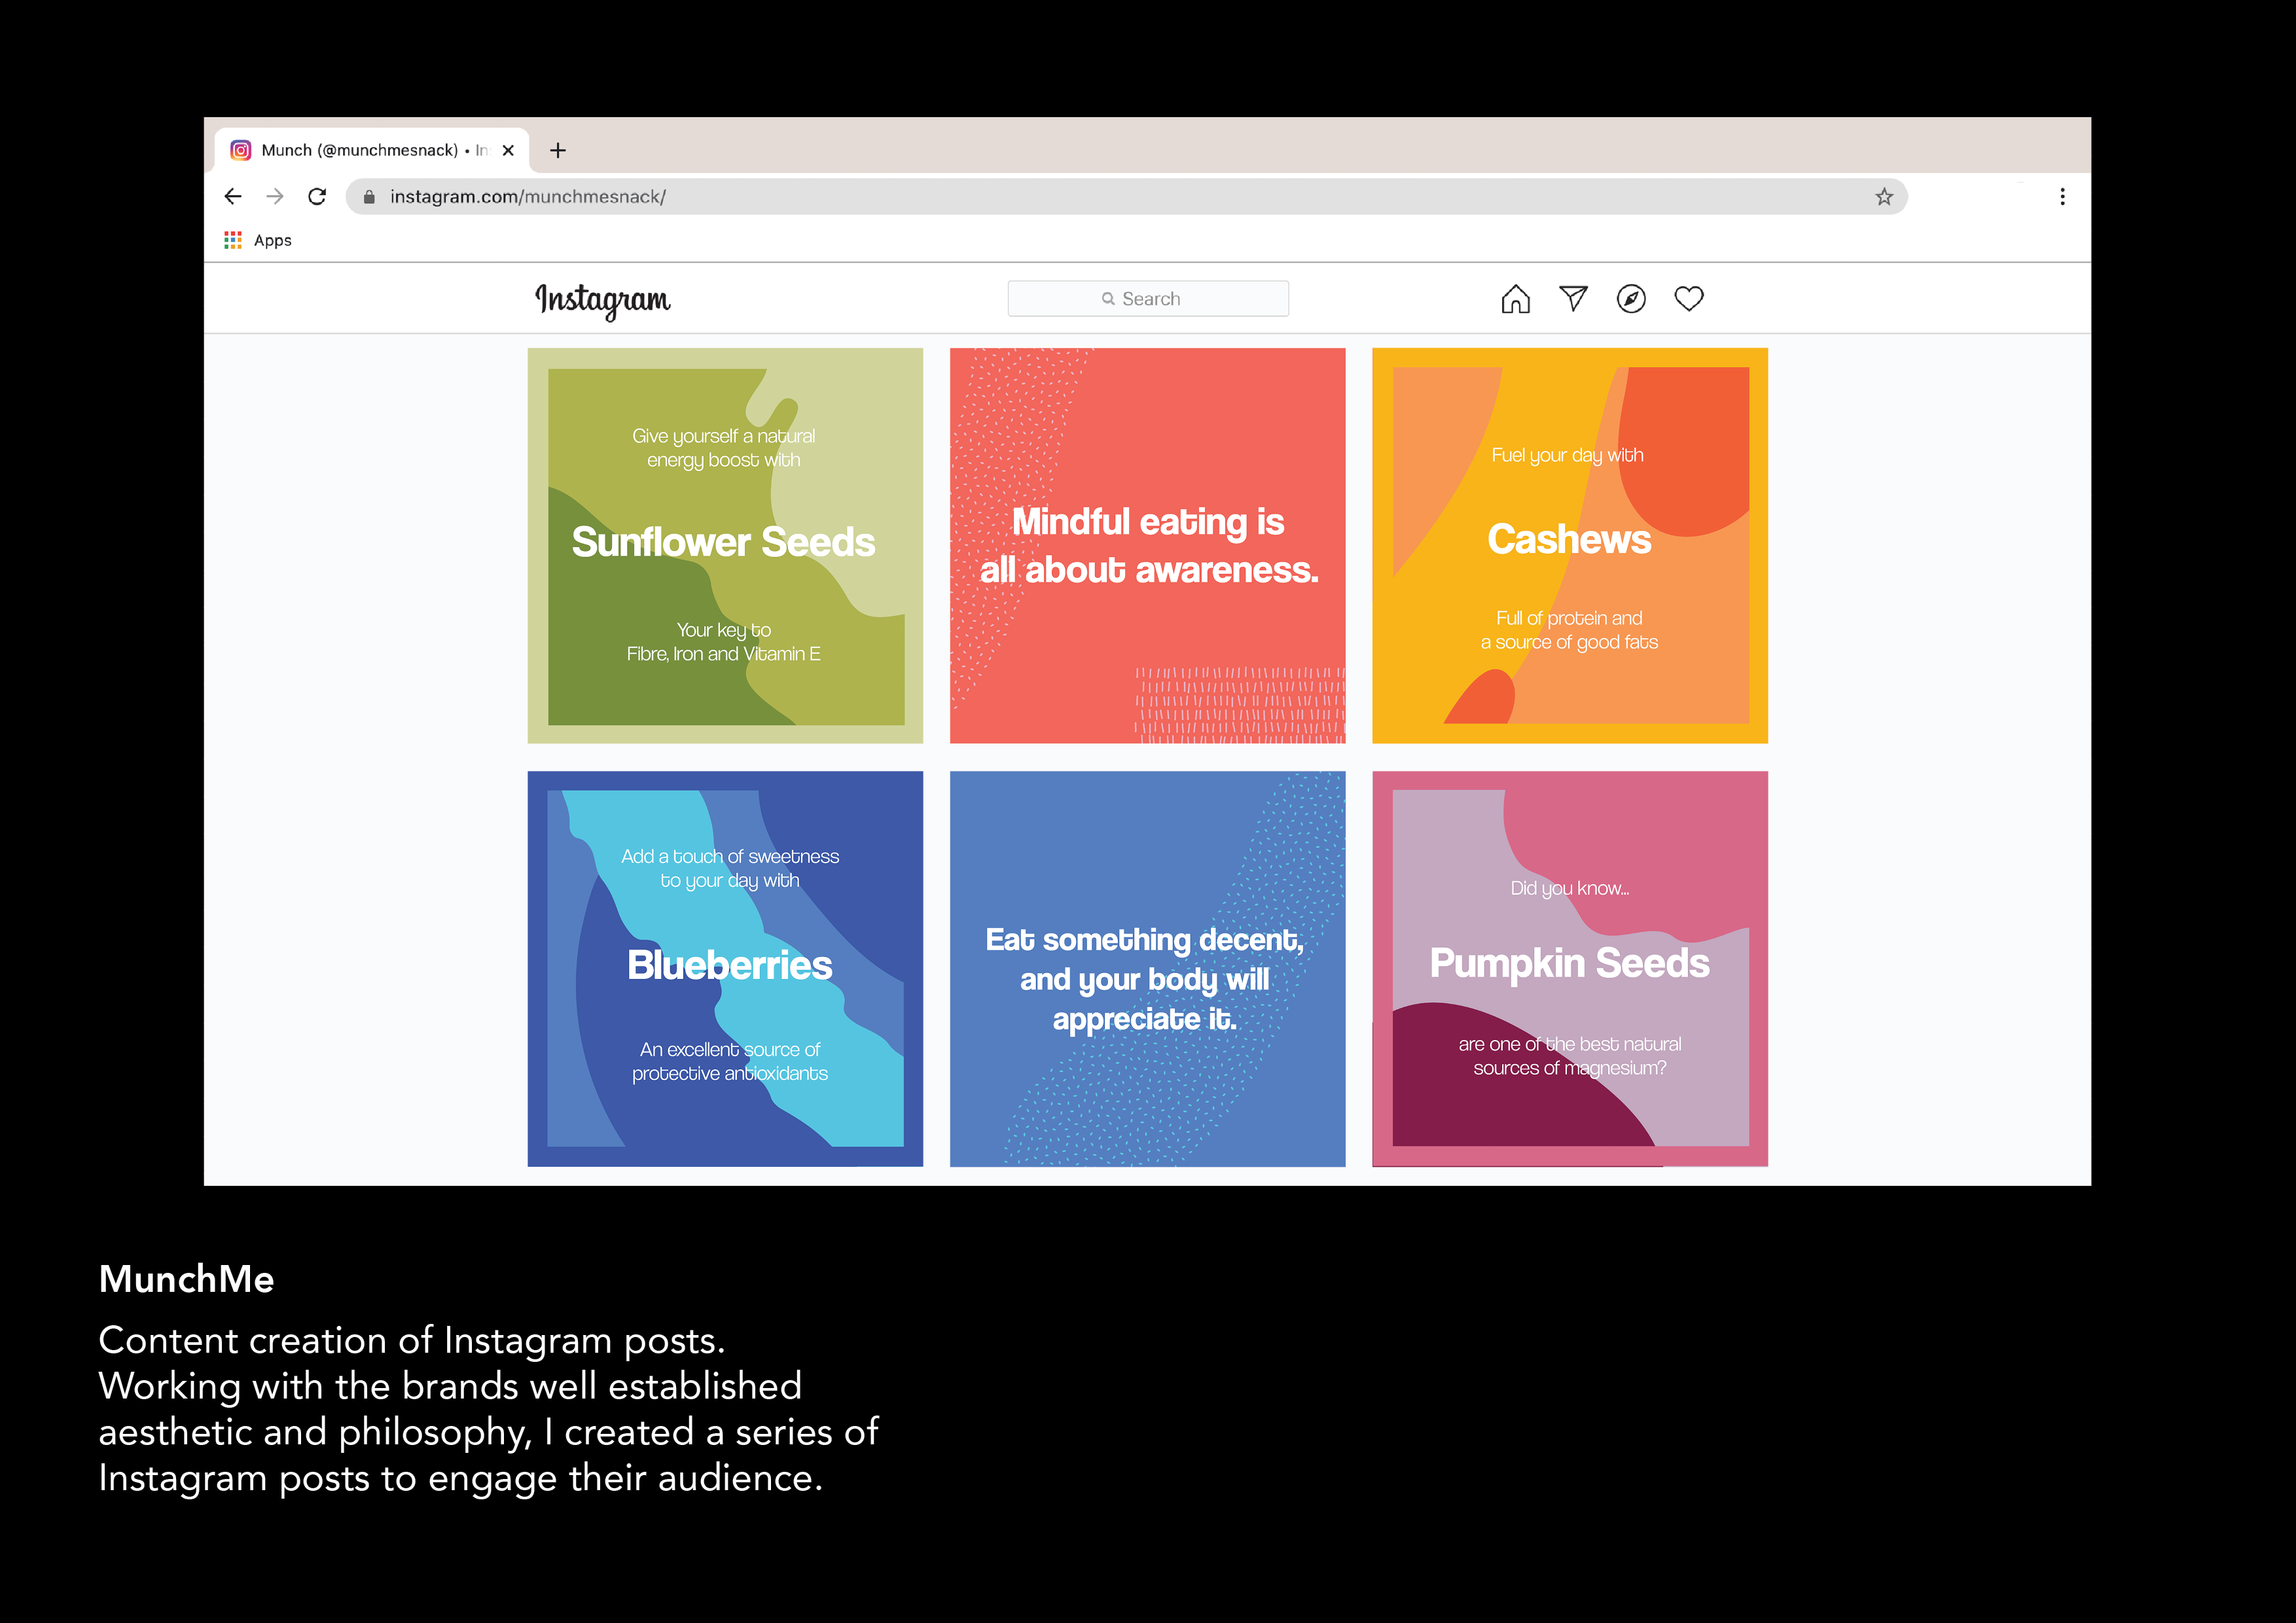 Munch (@munchmesnack) • In
instagram.com/munchmesnack/
Apps
Instagram
Search
Give yourself a natural
energy boost with
Sunflower Seeds
Your key to
Fibre, Iron and Vitamin E
Mindful eating is
all about awareness.
Fuel your day with
Cashews
Full of protein and
a source of good fats
Add a touch of sweetness
to your day with
Blueberries
An excellent source of
protective antioxidants
Eat something decent,
and your body will
appreciate it.
Did you know...
Pumpkin Seeds
are one of the best natural
sources of magnesium?
MunchMe
Content creation of Instagram posts.
Working with the brands well established
aesthetic and philosophy, I created a series of
Instagram posts to engage their audience.